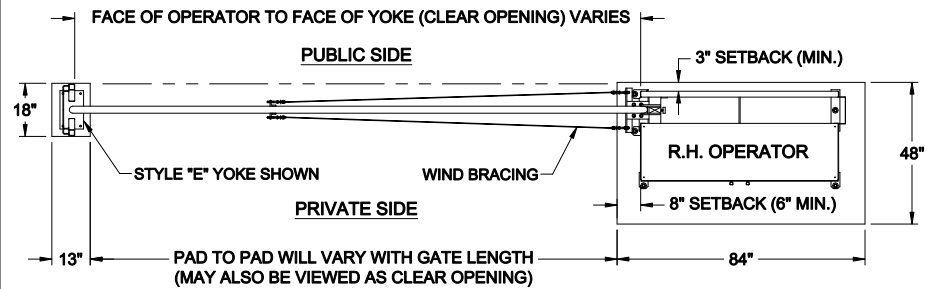 FACE OF OPERATOR TO FACE OF YOKE (CLEAR OPENING) VARIES
PUBLIC SIDE
3" SETBACK (MIN.)
18"
R.H. OPERATOR
48"
STYLE "E" YOKE SHOWN
WIND BRACING
PRIVATE SIDE
8" SETBACK (6" MIN.)
13"
PAD TO PAD WILL VARY WITH GATE LENGTH
(MAY ALSO BE VIEWED AS CLEAR OPENING)
84"